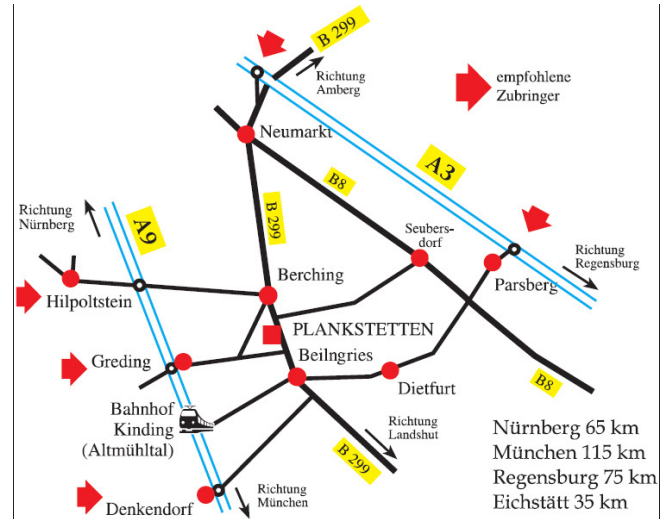 B 299
Richtung
Amberg
empfohlene
Zubringer
Neumarkt
A3
B8
Richtung
Nürnberg
A9
B 299
Seubers-
dorf
Richtung
Regensburg
Parsberg
Berching
Hilpoltstein
PLANKSTETTEN
Greding
Beilngries
Dietfurt
B8
Bahnhof
Kinding
(Altmühltal)
Richtung
Landshut
B 299
Nürnberg 65 km
München 115 km
Regensburg 75 km
Eichstätt 35 km
Denkendorf
Richtung
München